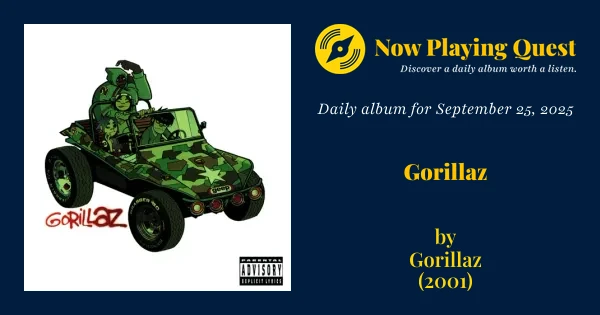 Now Playing Quest
Discover a daily album worth a listen.
Daily album for September 25, 2025
Gorillaz
by
Gorillaz
(2001)
GORILLAZ
PARENTAL
ADVISORY
EXPLICIT LYRICS